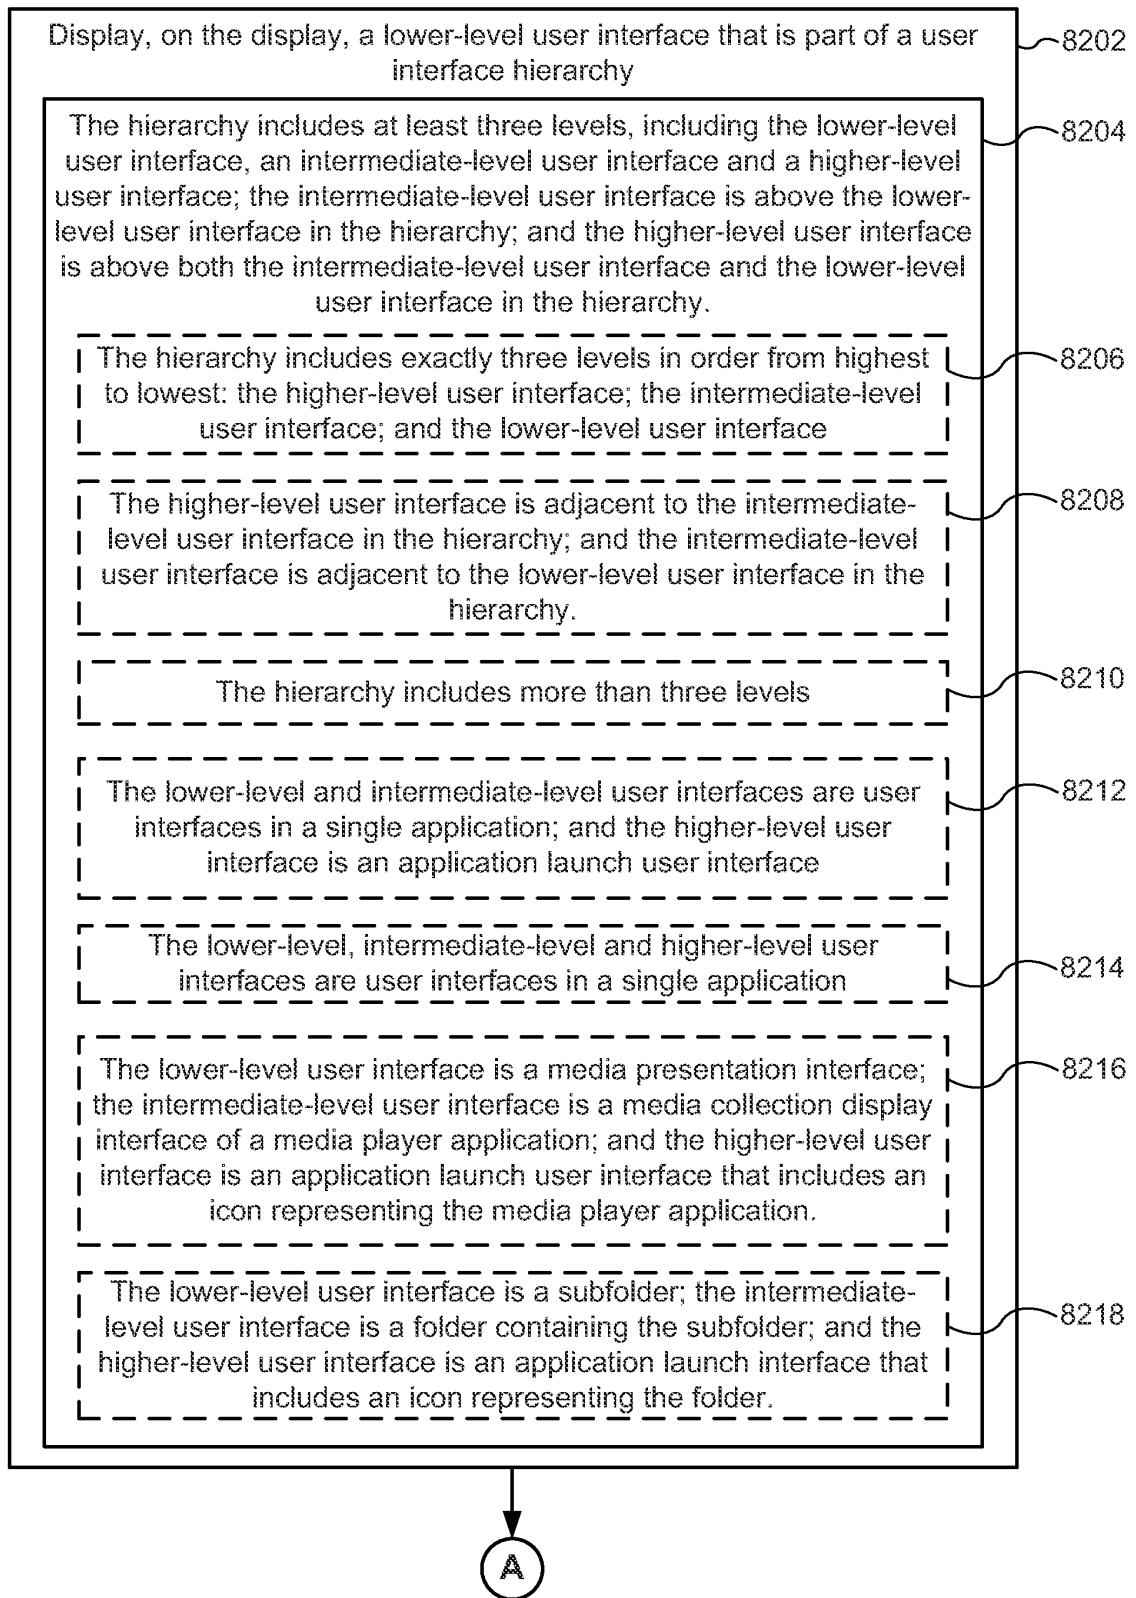 Display, on the display, a lower-level user interface that is part of a user
interface hierarchy
8202
The hierarchy includes at least three levels, including the lower-level
user interface, an intermediate-level user interface and a higher-level
user interface; the intermediate-level user interface is above the lower-
level user interface in the hierarchy; and the higher-level user interface
is above both the intermediate-level user interface and the lower-level
user interface in the hierarchy.
8204
The hierarchy includes exactly three levels in order from highest
to lowest: the higher-level user interface; the intermediate-level
user interface; and the lower-level user interface
8206
The higher-level user interface is adjacent to the intermediate-
level user interface in the hierarchy; and the intermediate-level
user interface is adjacent to the lower-level user interface in the
hierarchy.
8208
The hierarchy includes more than three levels
8210
The lower-level and intermediate-level user interfaces are user
interfaces in a single application; and the higher-level user
interface is an application launch user interface
8212
The lower-level, intermediate-level and higher-level user
interfaces are user interfaces in a single application
8214
The lower-level user interface is a media presentation interface;
the intermediate-level user interface is a media collection display
interface of a media player application; and the higher-level user
interface is an application launch user interface that includes an
icon representing the media player application.
8216
The lower-level user interface is a subfolder; the intermediate-
level user interface is a folder containing the subfolder; and the
higher-level user interface is an application launch interface that
includes an icon representing the folder.
8218
A